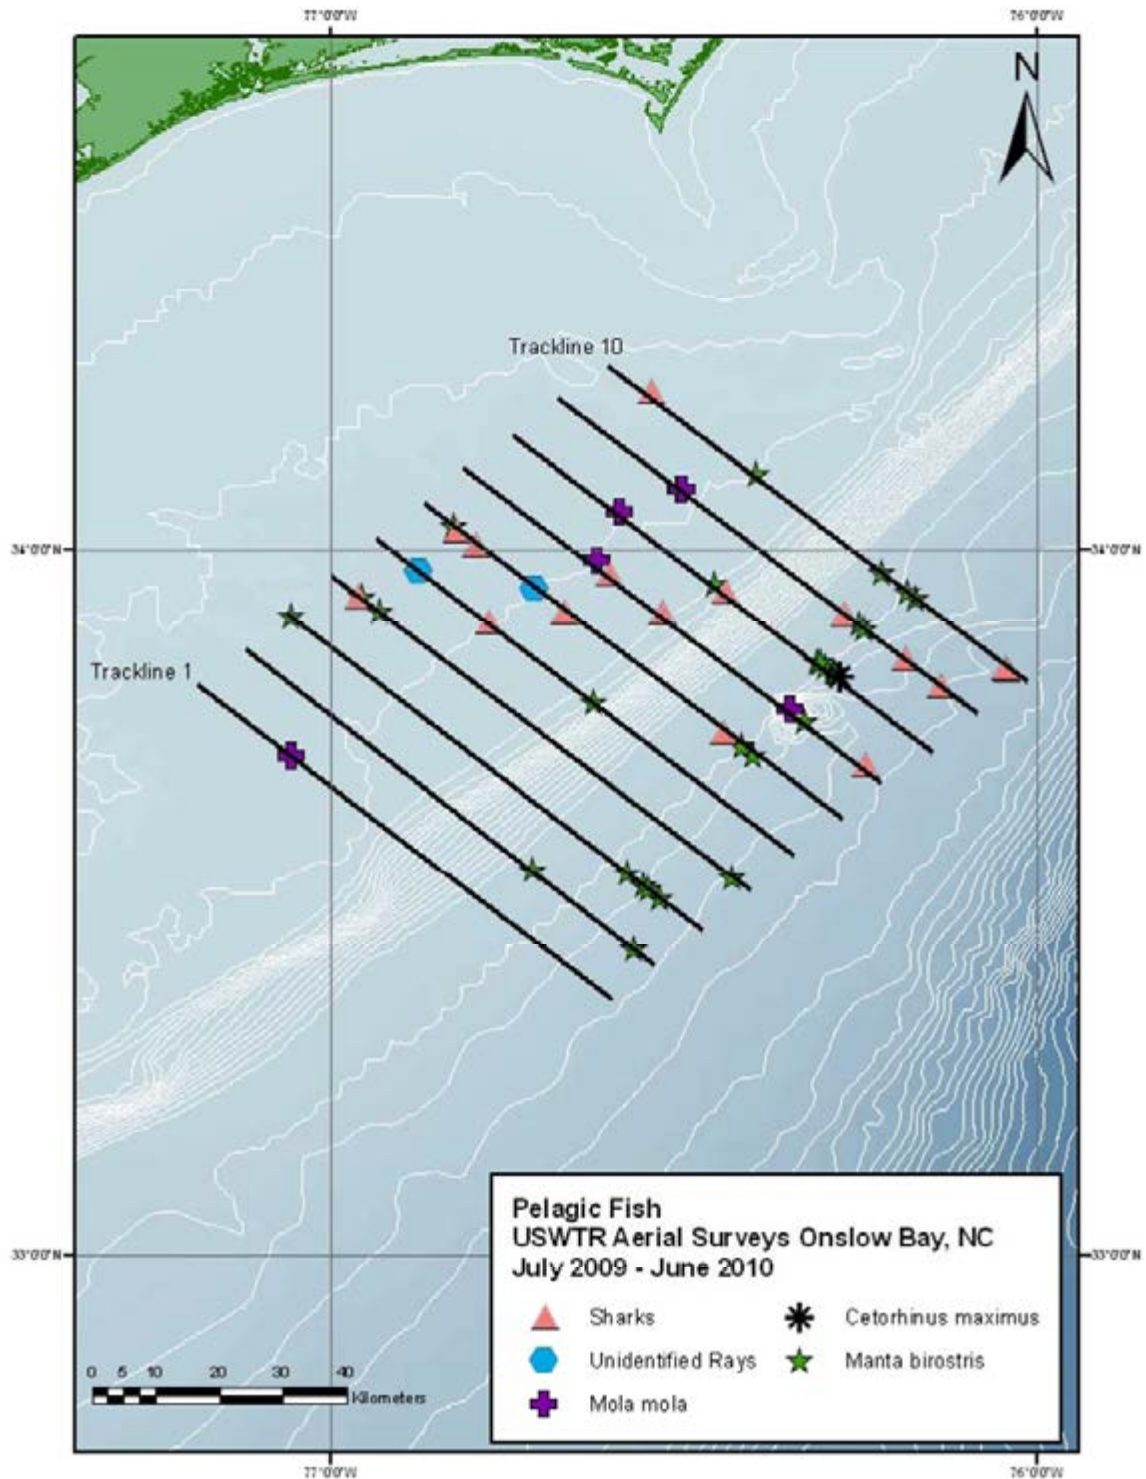 77°0'0"W
76°0'0"W
N
Trackline 10
34°0'0"N
34°0'0"N
Trackline 1
33°0'0"N
33°0'0"N
Pelagic Fish
USWTR Aerial Surveys Onslow Bay, NC
July 2009 - June 2010
Sharks
Cetorhinus maximus
Unidentified Rays
Manta birostris
Mola mola
0 5 10 20 30 40
Kilometers
77°0'0"W
76°0'0"W